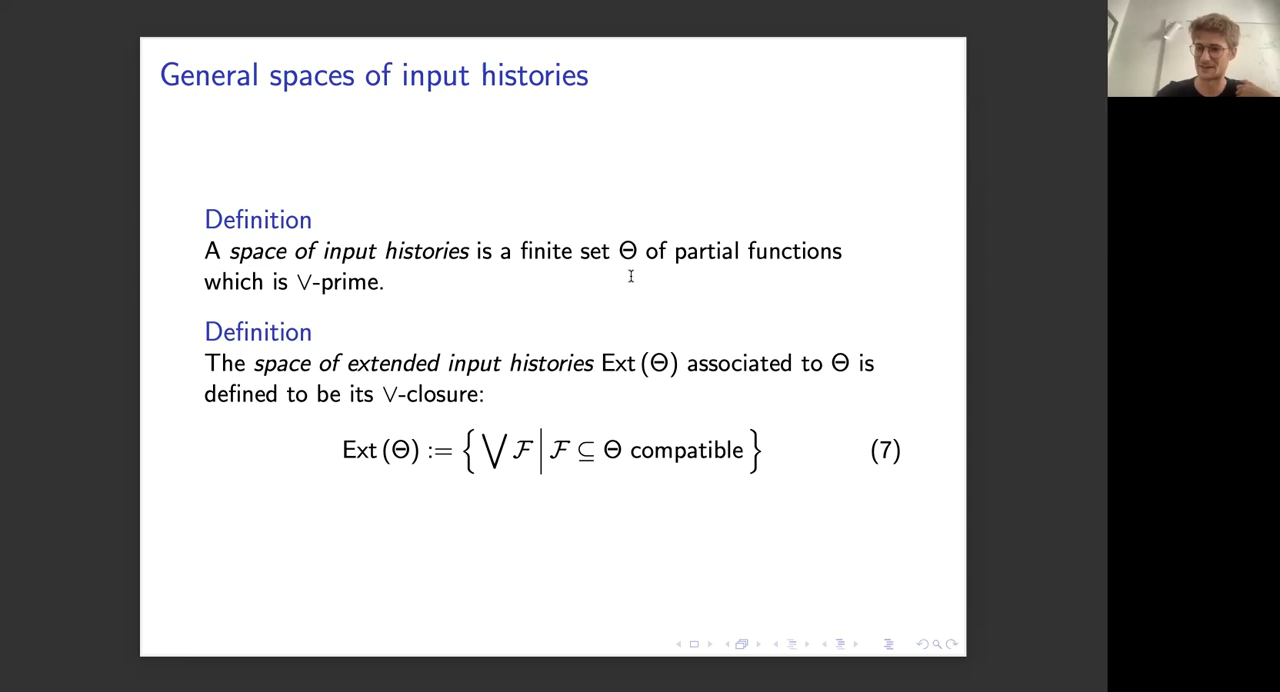 General spaces of input histories
Definition
A space of input histories is a finite set Θ of partial functions
which is ∨-prime.
Definition
The space of extended input histories Ext (Θ) associated to Θ is
defined to be its ∨-closure:
Ext (Θ) := { ⋁ ℱ | ℱ ⊆ Θ compatible } (7)